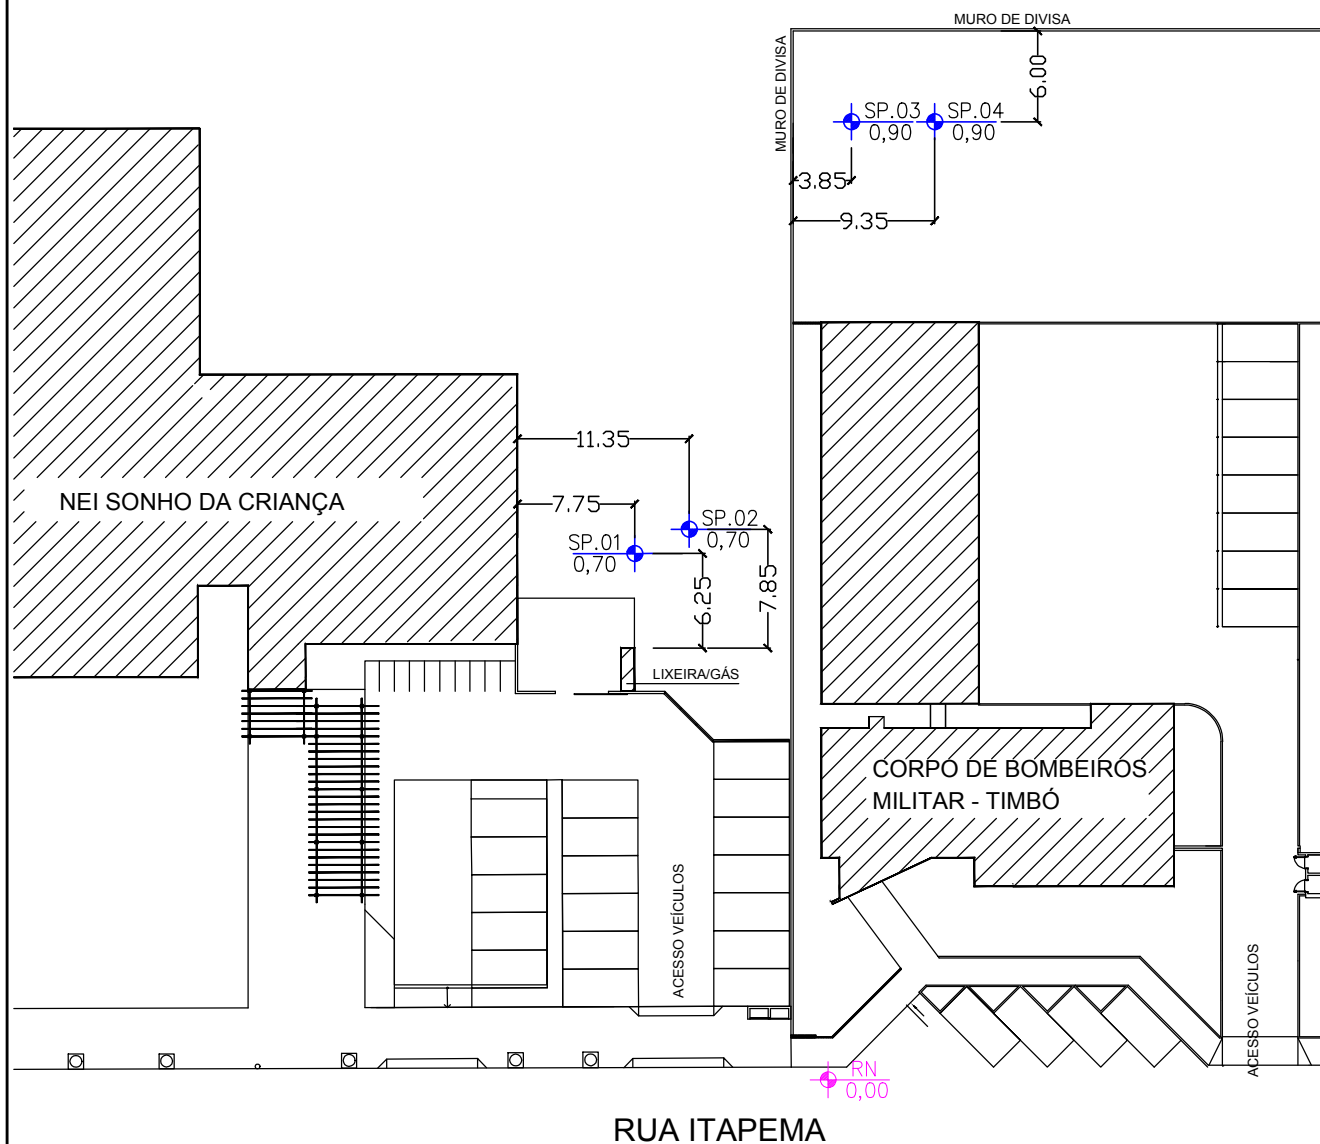 MURO DE DIVISA
MURO DE DIVISA
6.00
SP.03
0,90
SP.04
0,90
3.85
9.35
11.35
NEI SONHO DA CRIANÇA
7.75
SP.02
0,70
SP.01
0,70
6.25
7.85
LIXEIRA/GÁS
CORPO DE BOMBEIROS
MILITAR - TIMBÓ
ACESSO VEÍCULOS
ACESSO VEÍCULOS
RN
0,00
RUA ITAPEMA